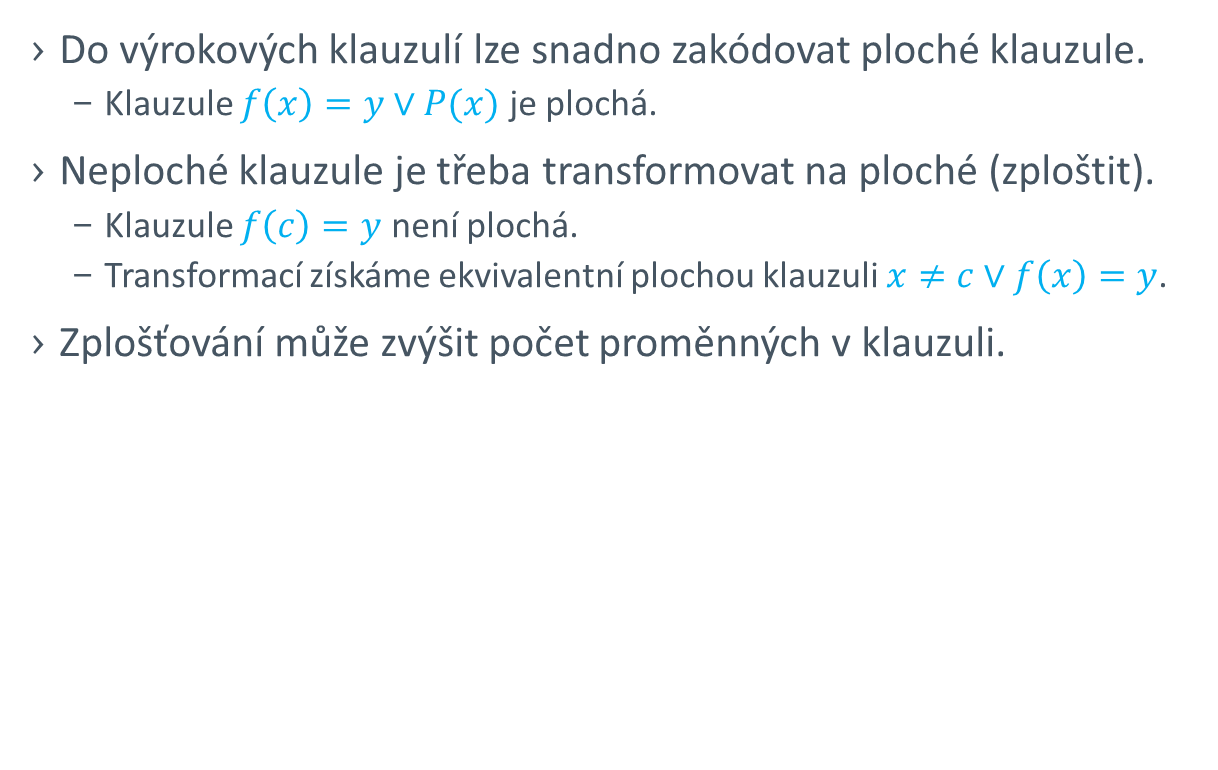 › Do výrokových klauzulí lze snadno zakódovat ploché klauzule.
− Klauzule f(x) = y ∨ P(x) je plochá.
› Neploché klauzule je třeba transformovat na ploché (zploštit).
− Klauzule f(c) = y není plochá.
− Transformací získáme ekvivalentní plochou klauzuli x ≠ c ∨ f(x) = y.
› Zplošťování může zvýšit počet proměnných v klauzuli.